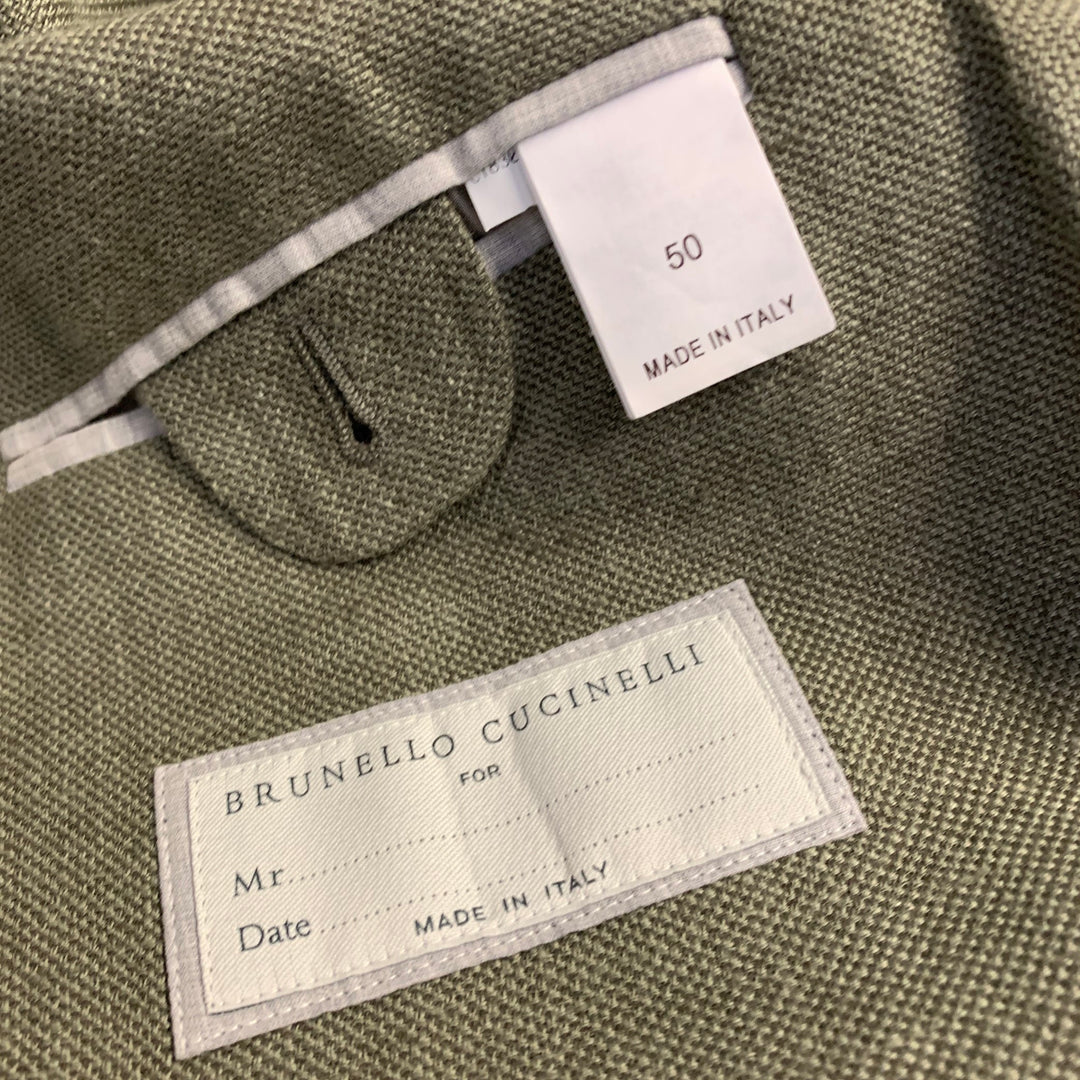 50
MADE IN ITALY
BRUNELLO CUCINELLI
FOR
Mr....................
Date....................
MADE IN ITALY